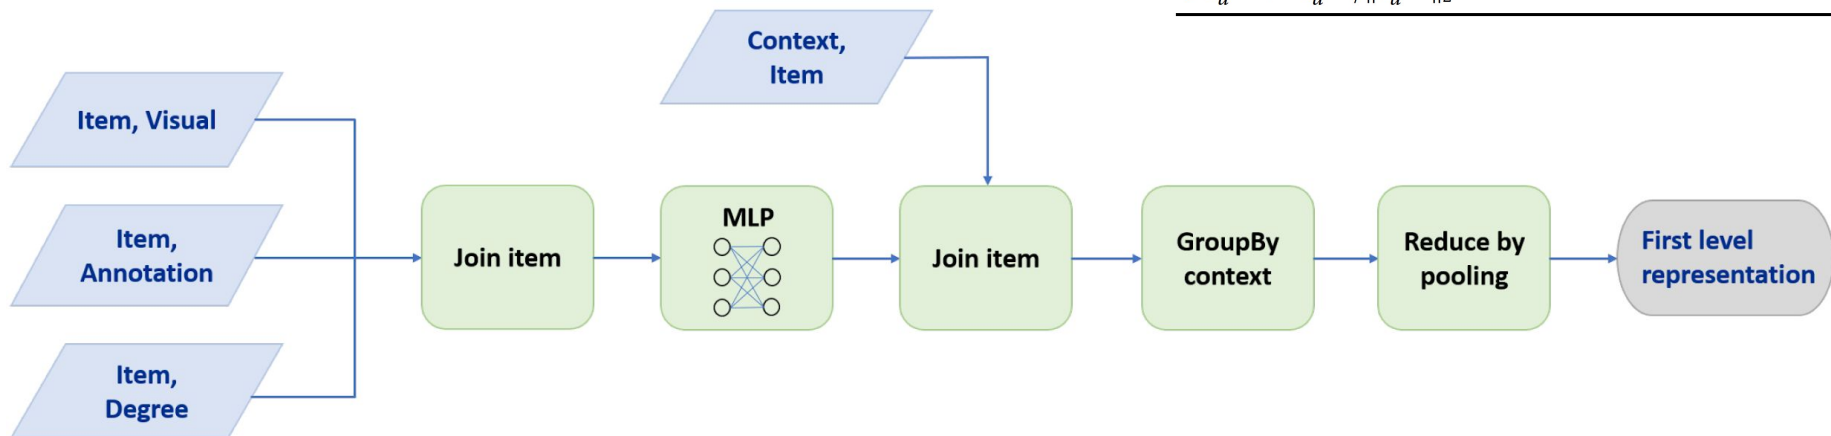 Context,
Item
Item, Visual
Item,
Annotation
Item,
Degree
Join item
MLP
Join item
GroupBy
context
Reduce by
pooling
First level
representation